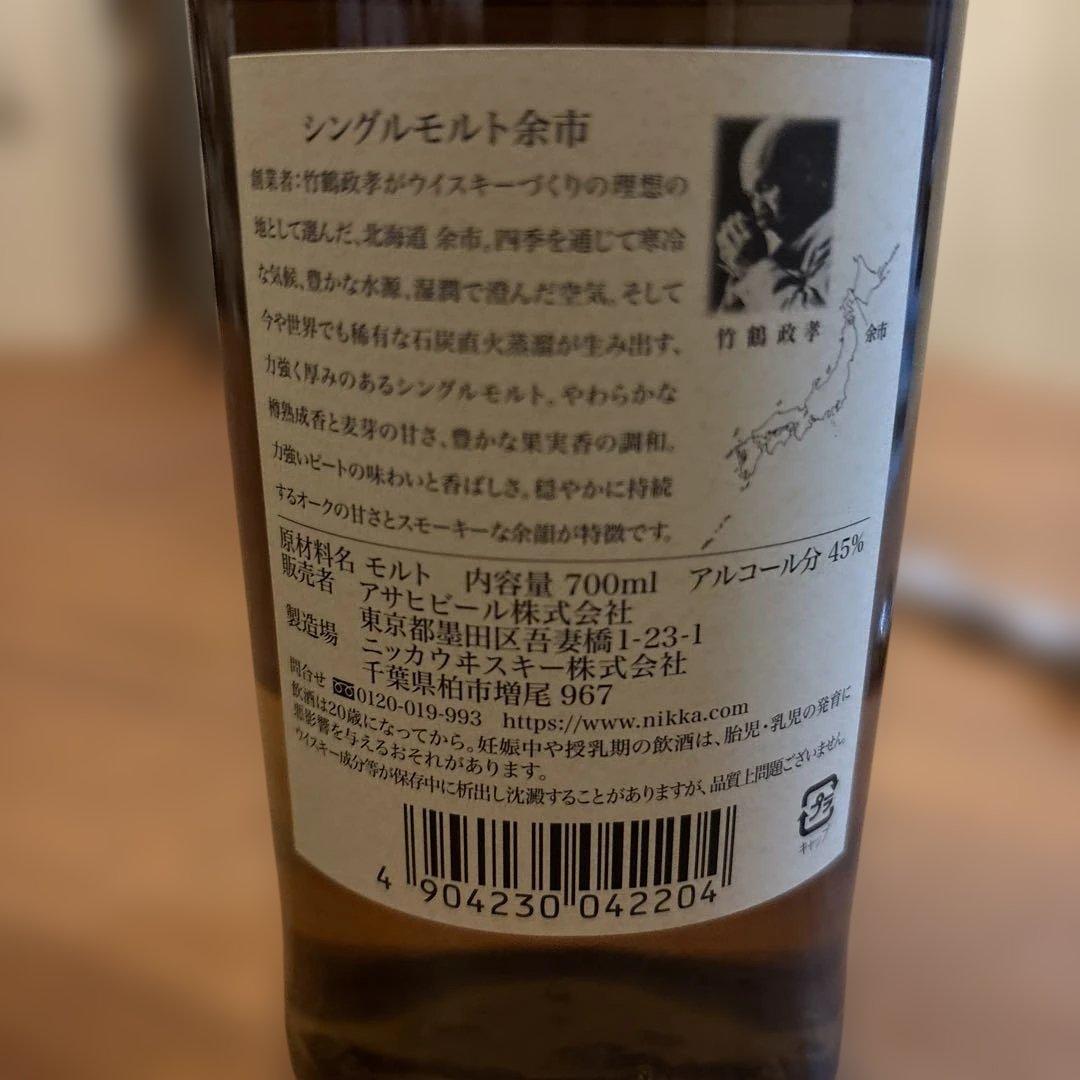 シングルモルト余市
創業者:竹鶴政孝がウイスキーづくりの理想の
地として選んだ、北海道 余市。四季を通じて寒冷
な気候、豊かな水源、湿潤で澄んだ空気、そして
今や世界でも稀有な石炭直火蒸溜が生み出す、
力強く厚みのあるシングルモルト。やわらかな
樽熟成香と麦芽の甘さ、豊かな果実香の調和。
力強いピートの味わいと香ばしさ。穏やかに持続
するオークの甘さとスモーキーな余韻が特徴です。
竹鶴政孝
余市
原材料名 モルト 内容量 700ml アルコール分 45%
販売者 アサヒビール株式会社
東京都墨田区吾妻橋1-23-1
製造場 ニッカウヰスキー株式会社
千葉県柏市増尾 967
問合せ 0120-019-993 https://www.nikka.com
飲酒は20歳になってから。妊娠中や授乳期の飲酒は、胎児・乳児の発育に
悪影響を与えるおそれがあります。
ウイスキー成分等が保存中に析出し沈澱することがありますが、品質上問題ございません。
プラ
キャップ
4 904230 042204